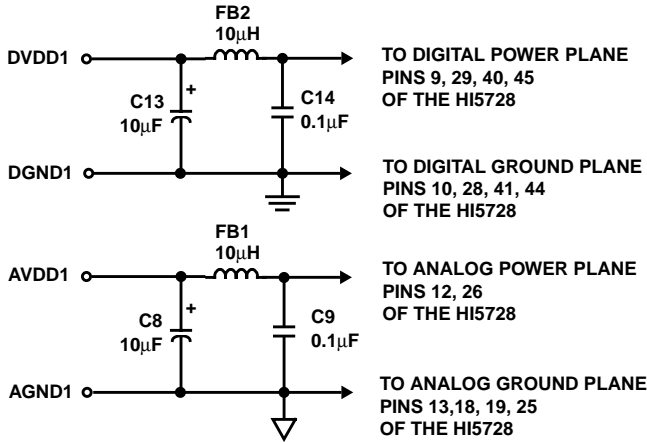 FB2
10µH
DVDD1
TO DIGITAL POWER PLANE
PINS 9, 29, 40, 45
OF THE HI5728
+
C13
10µF
C14
0.1µF
DGND1
TO DIGITAL GROUND PLANE
PINS 10, 28, 41, 44
OF THE HI5728
FB1
10µH
AVDD1
TO ANALOG POWER PLANE
PINS 12, 26
OF THE HI5728
+
C8
10µF
C9
0.1µF
AGND1
TO ANALOG GROUND PLANE
PINS 13,18, 19, 25
OF THE HI5728